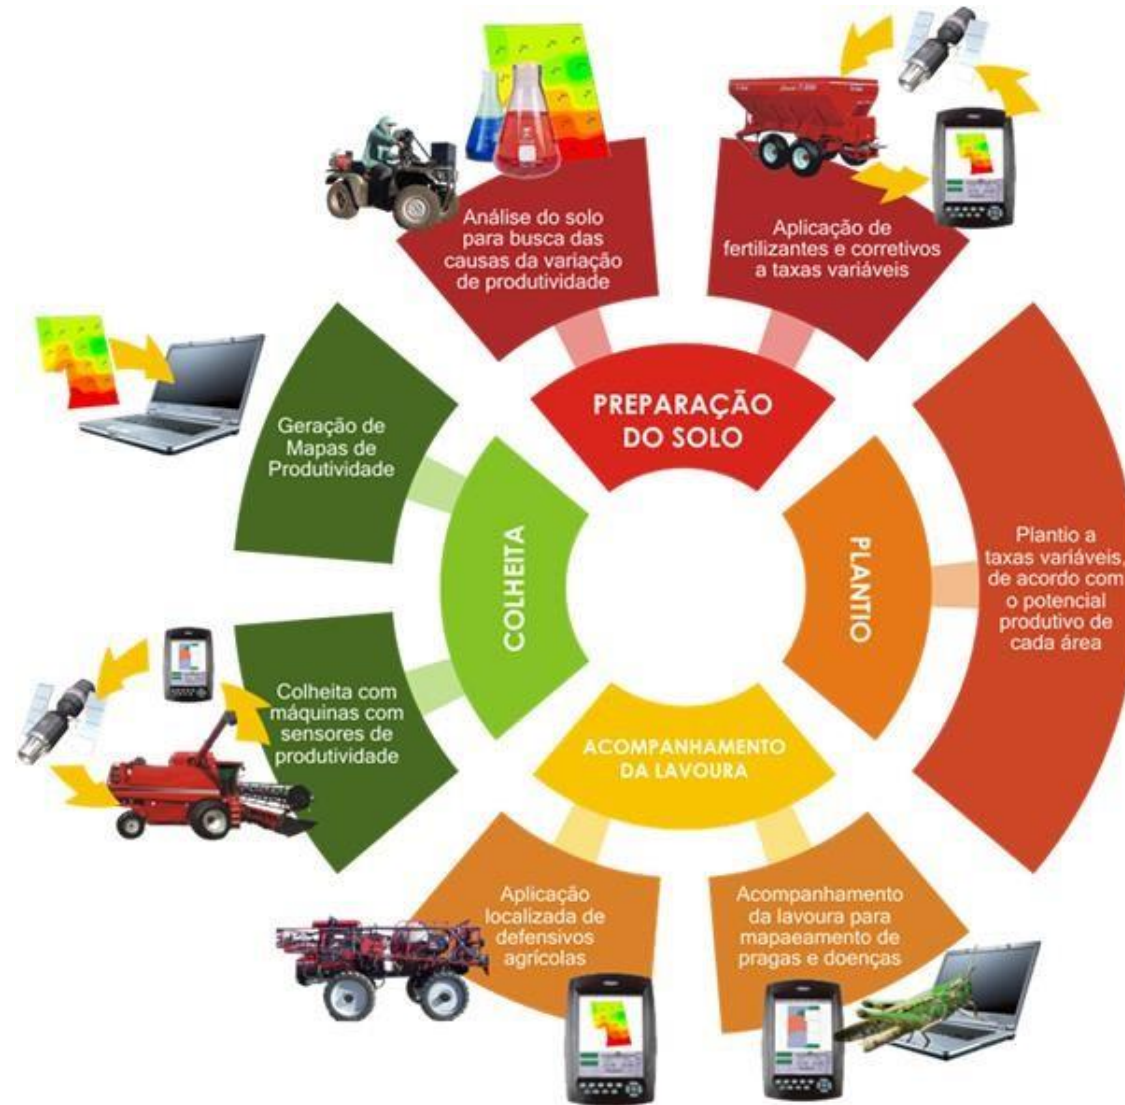 Análise do solo
para busca das
causas da variação
de produtividade
Aplicação de
fertilizantes e corretivos
a taxas variáveis
PREPARAÇÃO
DO SOLO
Geração de
Mapas de
Produtividade
COLHEITA
PLANTIO
Plantio a
taxas variáveis,
de acordo com
o potencial
produtivo de
cada área
Colheita com
máquinas com
sensores de
produtividade
ACOMPANHAMENTO
DA LAVOURA
Aplicação
localizada de
defensivos
agrícolas
Acompanhamento
da lavoura para
mapaeamento de
pragas e doenças